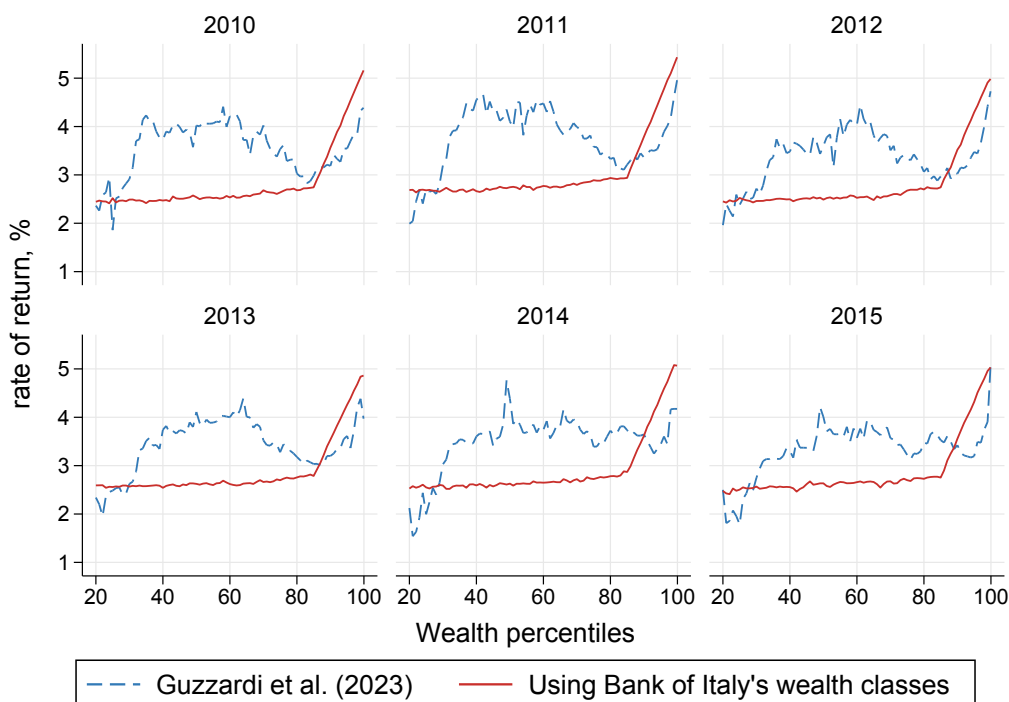 2010 2011 2012
5
4
3
2
1
2013 2014 2015
5
4
3
2
1
rate of return, %
20 40 60 80 100 20 40 60 80 100 20 40 60 80 100
Wealth percentiles
Guzzardi et al. (2023) Using Bank of Italy's wealth classes